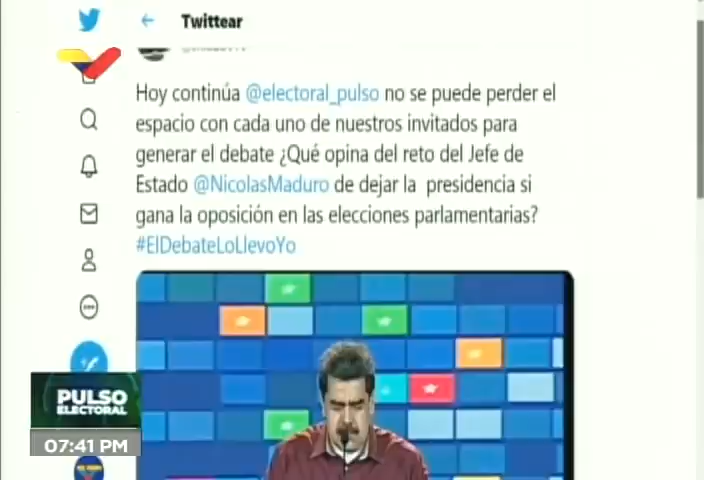 Twittear
Hoy continúa @electoral_pulso no se puede perder el
espacio con cada uno de nuestros invitados para
generar el debate ¿Qué opina del reto del Jefe de
Estado @NicolasMaduro de dejar la presidencia si
gana la oposición en las elecciones parlamentarias?
#ElDebateLoLlevoYo
PULSO
ELECTORAL
07:41 PM